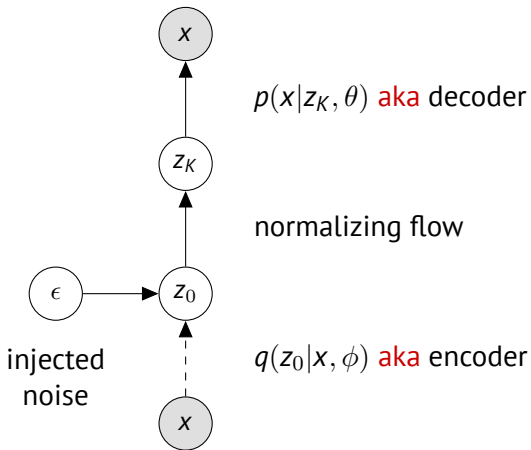 x
p(x|z_K, θ) aka decoder
z_K
normalizing flow
ϵ
z_0
injected
noise
q(z_0|x, ϕ) aka encoder
x